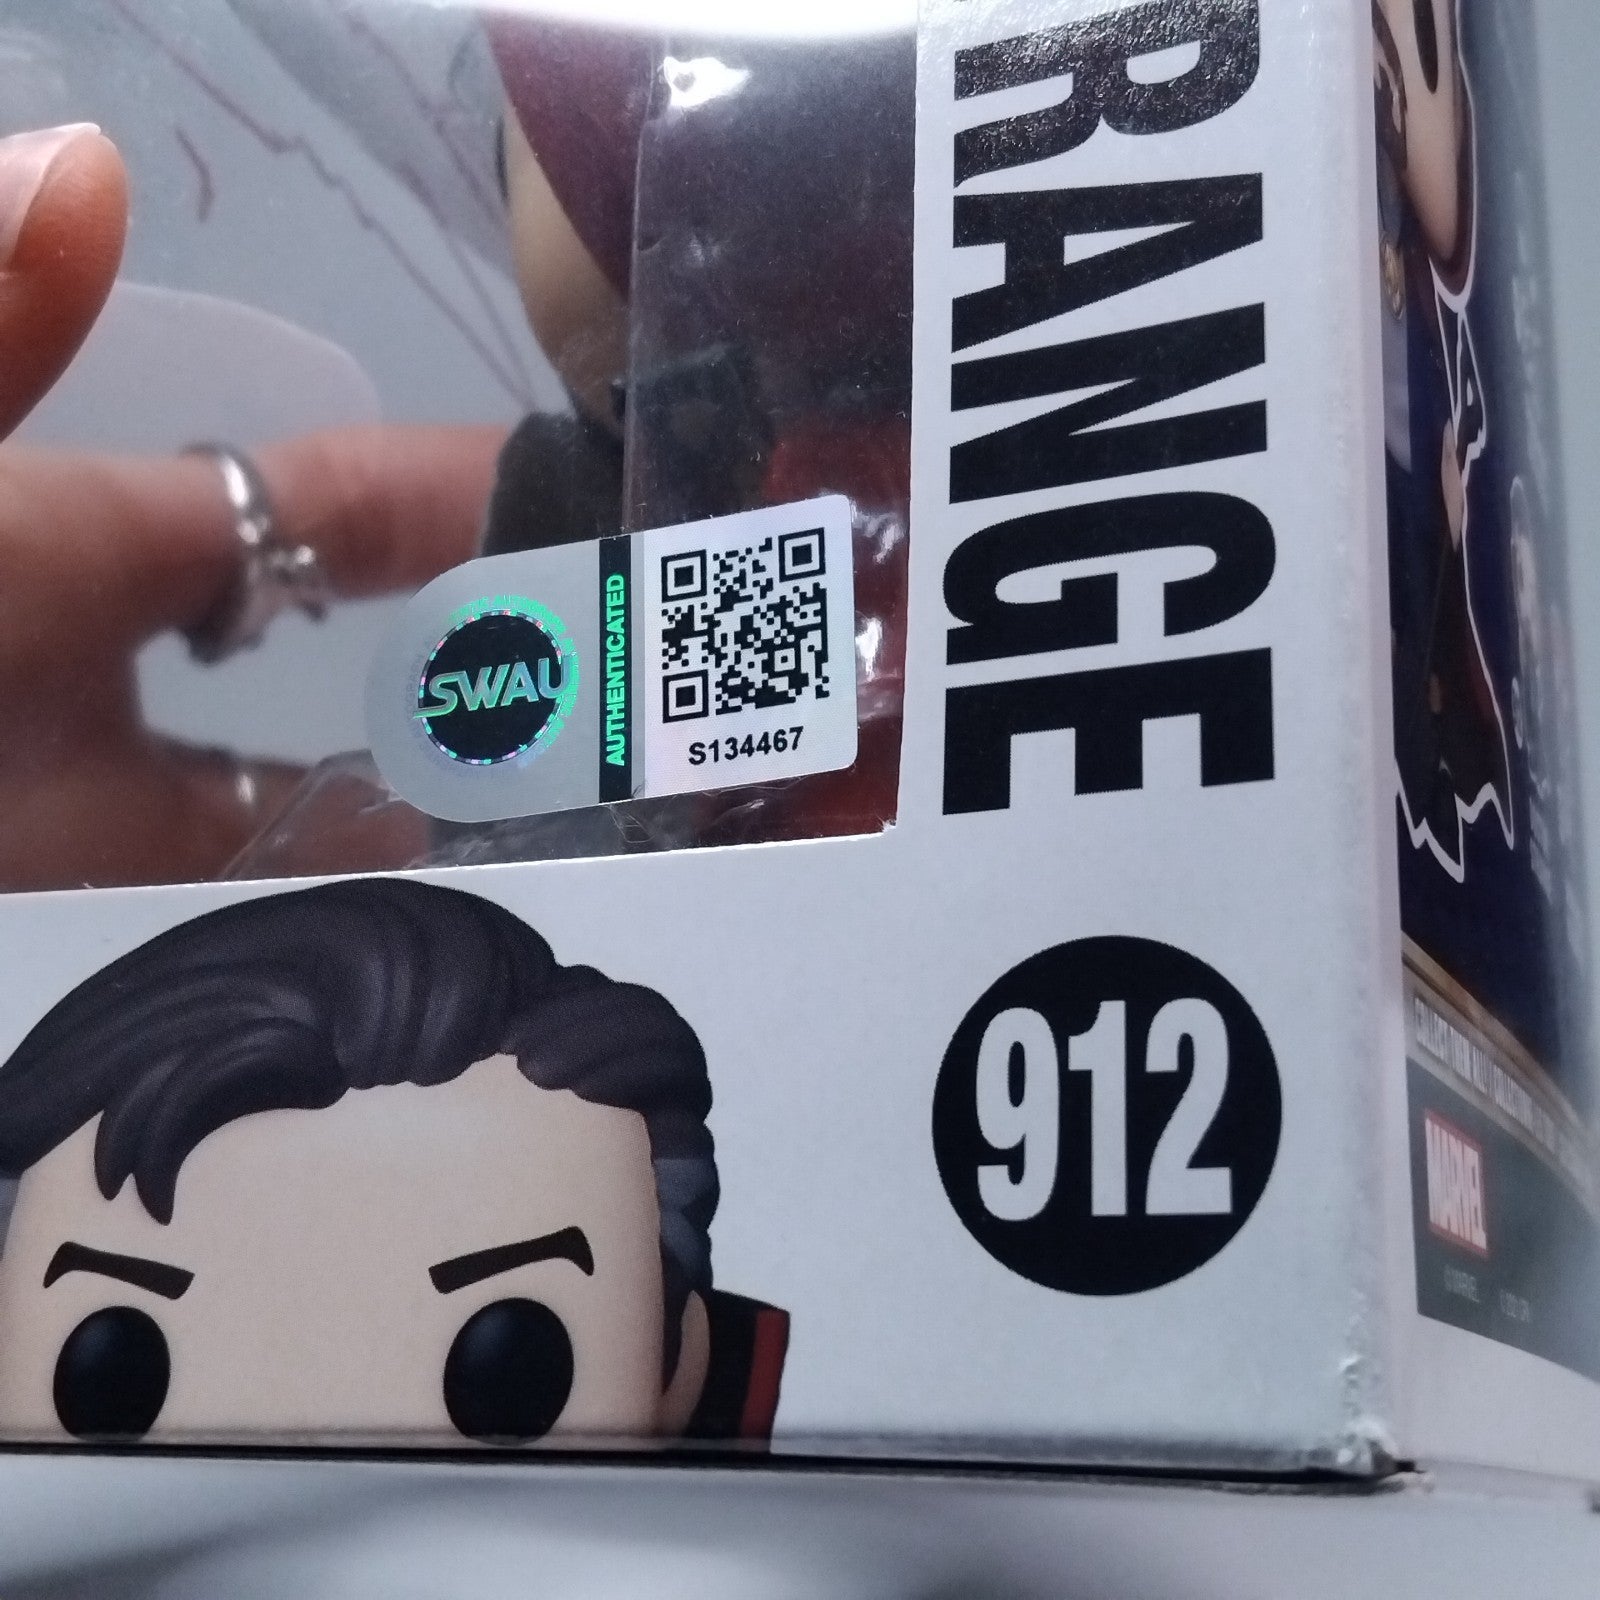 RANGE
SWAU
AUTHENTICATED
S134467
912
MARVEL